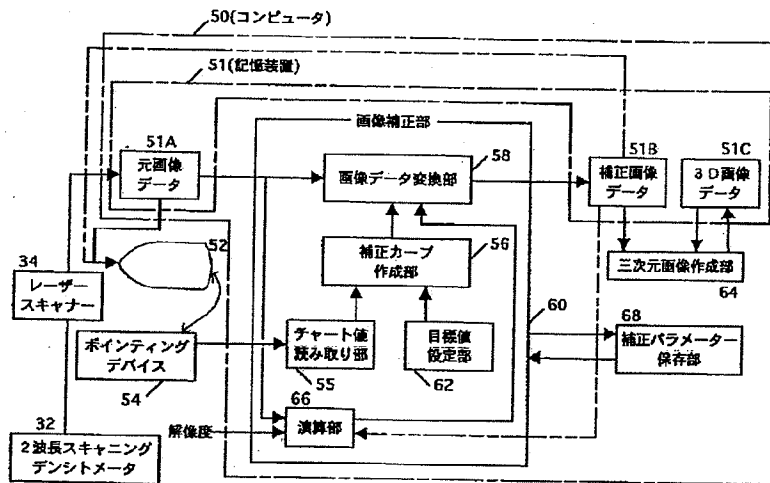 50(コンピュータ)
51(記憶装置)
画像補正部
51A
元画像
データ
58
画像データ変換部
51B
補正画像
データ
51C
3D画像
データ
52
56
補正カーブ
作成部
三次元画像作成部
64
34
レーザー
スキャナー
60
68
補正パラメーター
保存部
ポインティング
デバイス
54
チャート値
読み取り部
55
目標値
設定部
62
66
演算部
解像度
32
2波長スキャニング
デンシトメータ